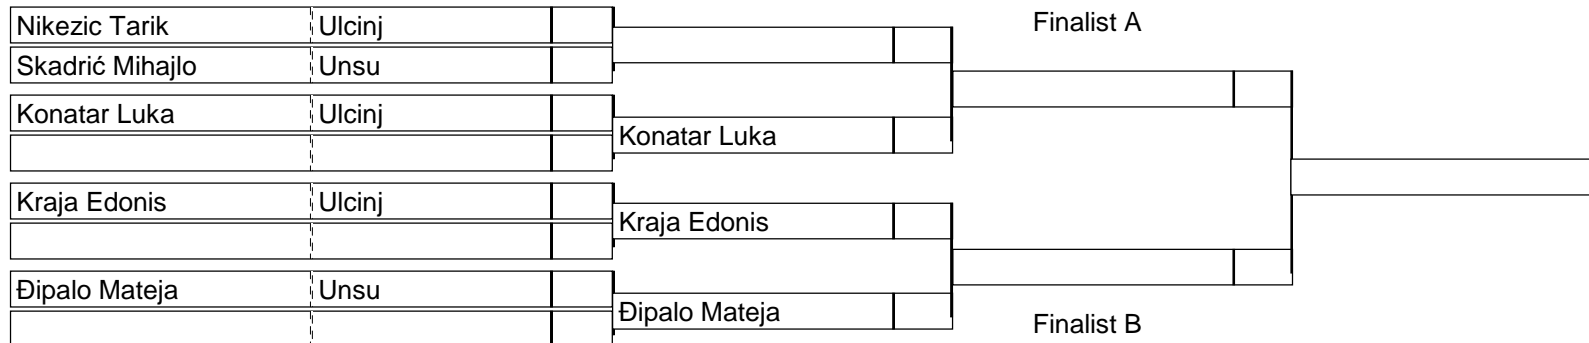 Nikezic Tarik Ulcinj
Skadrić Mihajlo Unsu
Konatar Luka Ulcinj
Kraja Edonis Ulcinj
Đipalo Mateja Unsu
Konatar Luka
Kraja Edonis
Đipalo Mateja
Finalist A
Finalist B